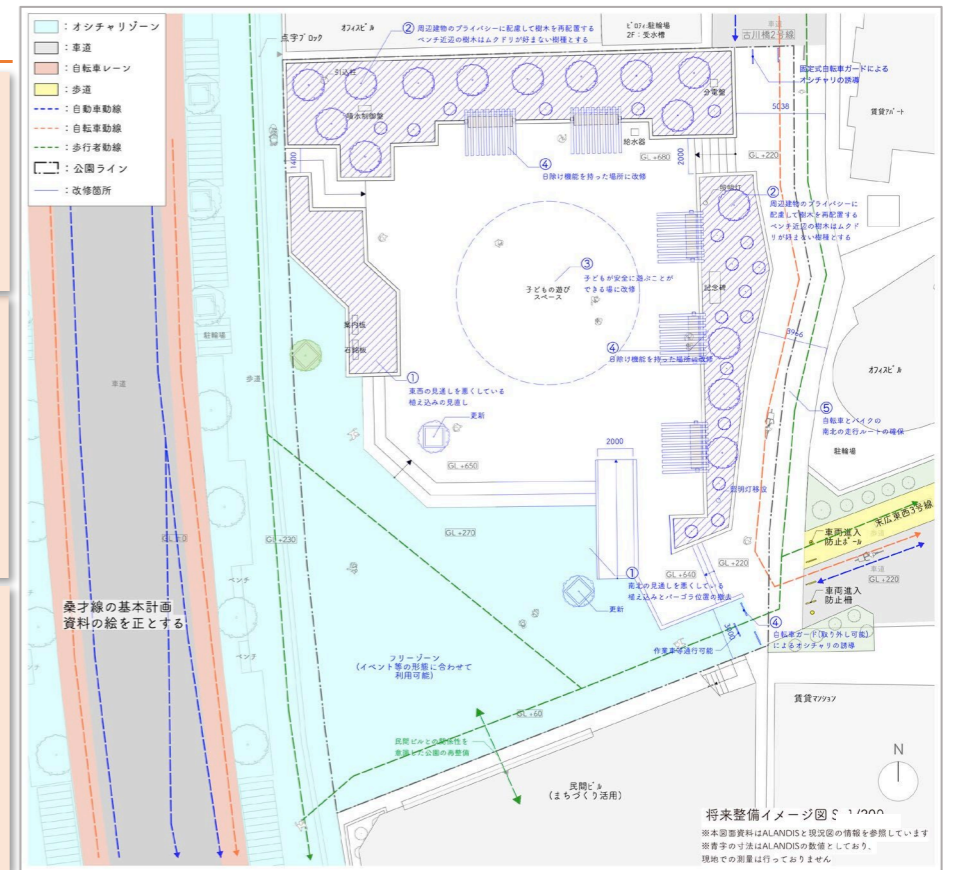 ：オシチャリゾーン
：車道
：自転車レーン
：歩道
：自動車動線
：自転車動線
：歩行者動線
：公園ライン
：改修箇所
オフィスビル
点字ブロック
② 周辺建物のプライバシーに配慮して樹木を再配置する
ベンチ近辺の樹木はムクドリが好まない樹種とする
ピロティ:駐輪場
2F：受水槽
車道
古川橋2号線
固定式自転車ガードによる
オシチャリの誘導
賃貸アパート
引込柱
噴水制御盤
分電盤
5038
給水器
GL +680
2000
GL +220
1400
④
日除け機能を持った場所に改修
照明灯
②
周辺建物のプライバシーに
配慮して樹木を再配置する
ベンチ近辺の樹木はムクド
リが好まない樹種とする
③
子どもが安全に遊ぶことが
できる場に改修
子どもの遊び
スペース
記念碑
案内板
石銘板
駐輪場
車道
歩道
④
日除け機能を持った場所に改修
3966
オフィスビル
①
東西の見通しを悪くしている
植え込みの見直し
更新
⑤
自転車とバイクの
南北の走行ルートの確保
駐輪場
GL +650
2000
照明灯移設
末広東西3号線
歩道
車両進入
防止ポール
車道
GL +220
GL ±0
GL +230
GL +270
GL +220
GL +640
車両進入
防止柵
ベンチ
①
南北の見通しを悪くしている
植え込みとパーゴラ位置の撤去
更新
桑才線の基本計画
資料の絵を正とする
④
自転車ガード(取り外し可能)
によるオシチャリの誘導
3000
作業車等通行可能
ベンチ
フリーゾーン
(イベント等の形態に合わせて
利用可能)
賃貸マンション
GL +60
民間ビルとの関係性を
意識した公園の再整備
民間ビル
(まちづくり活用)
N
将来整備イメージ図 S
※本図面資料はALANDISと現況図の情報を参照しています
※青字の寸法はALANDISの数値としており、
現地での測量は行っておりません